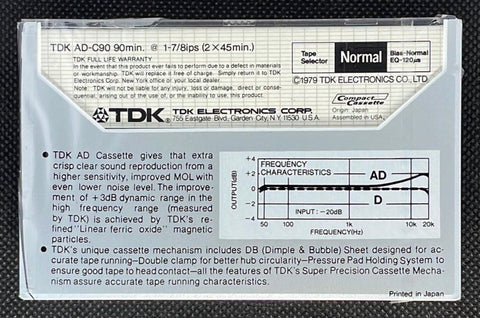 TDK AD-C90 90min. @ 1-7/8ips (2×45min.)
TDK FULL LIFE WARRANTY
In the event that this product ever fails to perform due to a defect in materials
or workmanship, TDK will replace it free of charge. Simply return it to TDK
Electronics Corp. New York office or your local dealer.
TDK will not be liable for any injury, loss or damage, direct or conse-
quencial, arising out of use of, or the inability to use, this product.
Tape
Selector
Normal
Bias-Normal
EQ-120µs
©1979 TDK ELECTRONICS CO., LTD
Compact
Cassette
Origin: Japan
Assembled in U.S.A.
TDK
TDK ELECTRONICS CORP.
755 Eastgate Blvd., Garden City, N·Y 11530 U.S.A.
● TDK AD Cassette gives that extra
crisp clear sound reproduction from a
higher sensitivity, improved MOL with
even lower noise level. The improve-
ment of +3dB dynamic range in the
high frequency range (measured
by TDK) is achieved by TDK's re-
fined "Linear ferric oxide" magnetic
particles.
FREQUENCY
CHARACTERISTICS
OUTPUT(dB)
+4
+2
0
-2
-4
AD
D
INPUT: -20dB
50
100
1K
10K
20K
FREQUENCY(Hz)
● TDK's unique cassette mechanism includes DB (Dimple & Bubble) Sheet designed for ac-
curate tape running—Double clamp for better hub circularity—Pressure Pad Holding System to
ensure good tape to head contact—all the features of TDK's Super Precision Cassette Mecha-
nism assure accurate tape running characteristics.
Printed in Japan